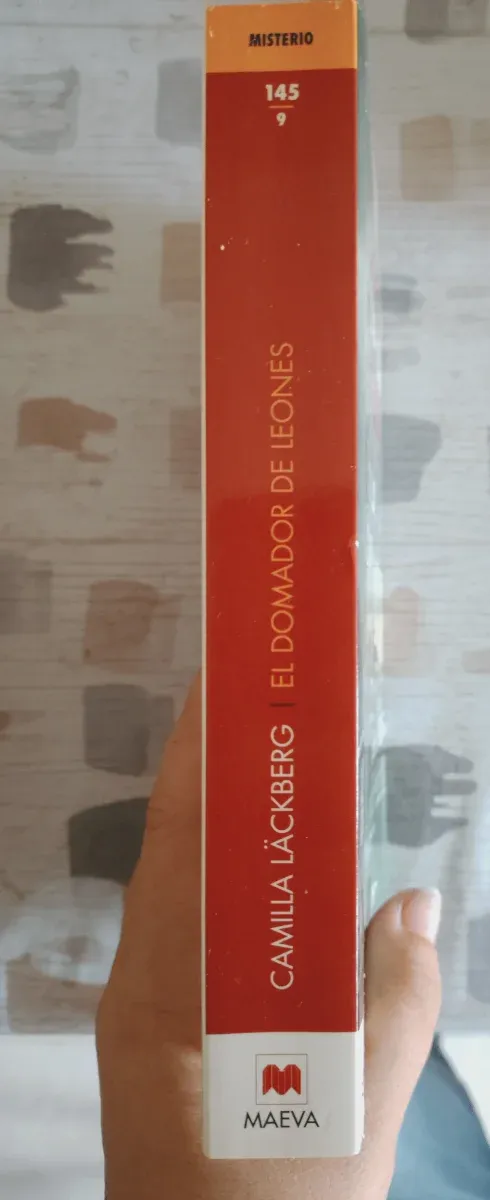 MISTERIO
145
9
CAMILLA LÄCKBERG | EL DOMADOR DE LEONES
MAEVA